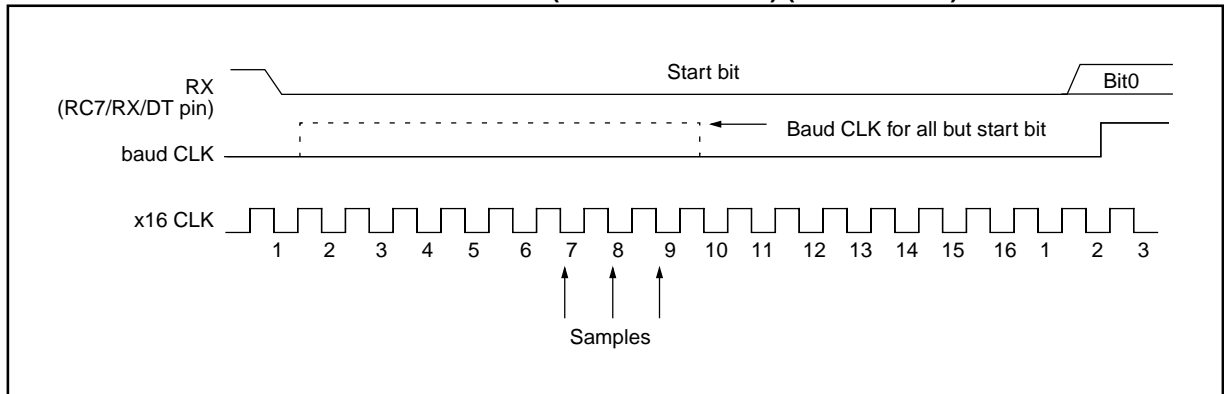 Start bit
RX
(RC7/RX/DT pin)
Bit0
Baud CLK for all but start bit
baud CLK
x16 CLK
1 2 3 4 5 6 7 8 9 10 11 12 13 14 15 16 1 2 3
Samples